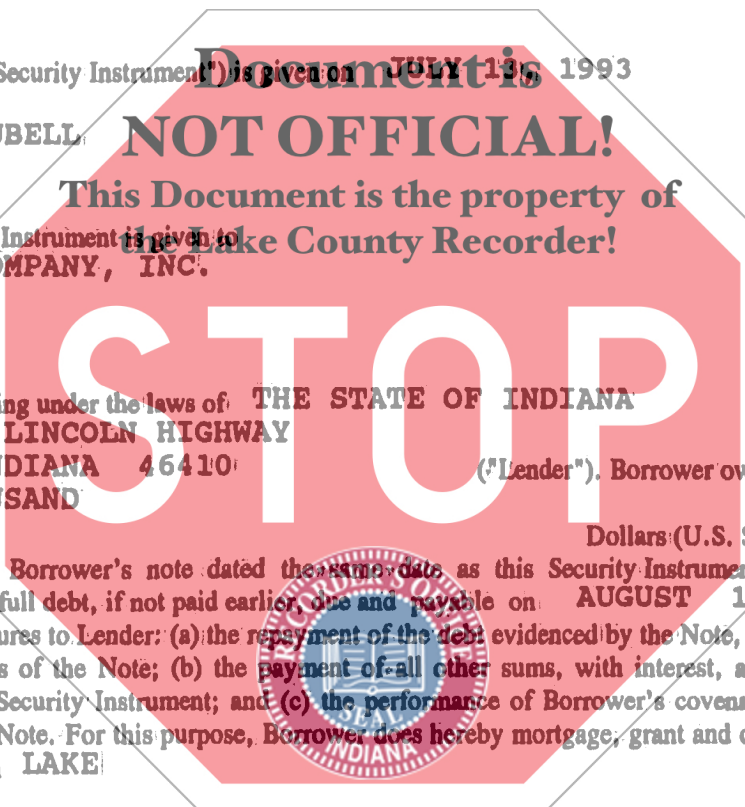 Security Instrument") is given on JULY 13, 1993
Document is
UBELL
NOT OFFICIAL!
This Document is the property of
Instrument is given to
the Lake County Recorder!
OMPANY, INC.
STOP
ing under the laws of THE STATE OF INDIANA
LINCOLN HIGHWAY
NDIANA 46410 ("Lender"). Borrower ow
USAND
Dollars (U.S. $
Borrower's note dated the same date as this Security Instrume
full debt, if not paid earlier, due and payable on AUGUST 1
ures to Lender: (a) the repayment of the debt evidenced by the Note,
s of the Note; (b) the payment of all other sums, with interest, a
Security Instrument; and (c) the performance of Borrower's covena
Note. For this purpose, Borrower does hereby mortgage, grant and c
LAKE
RECORDER'S OFFICE
SEAL
INDIANA